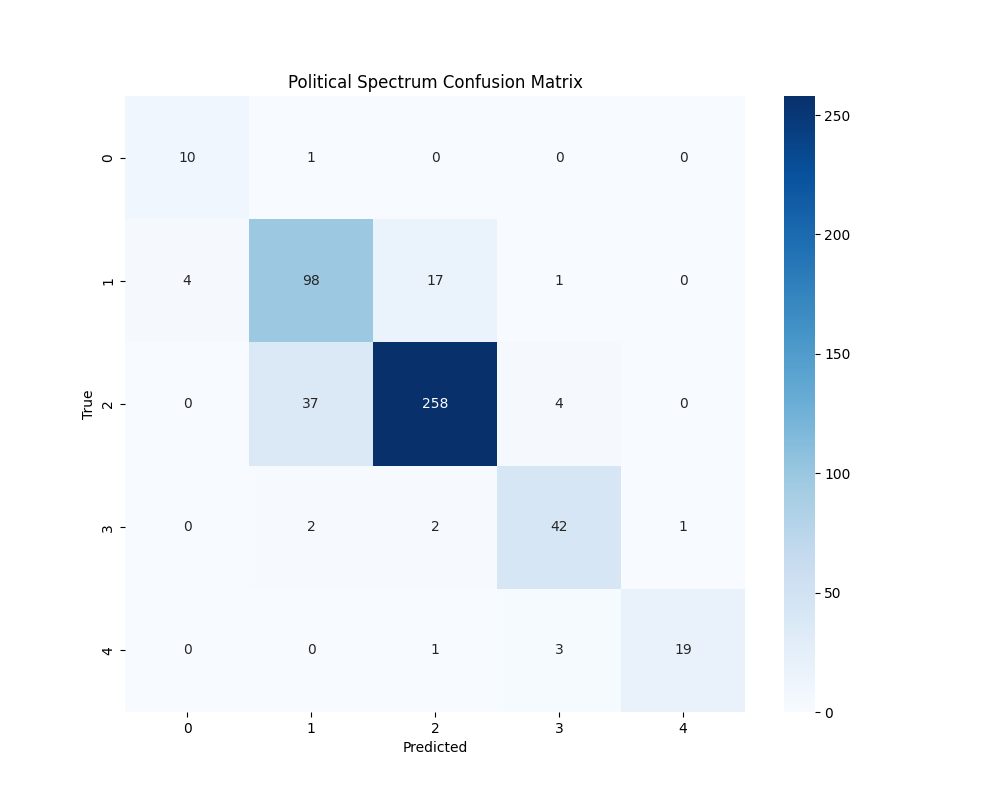 Political Spectrum Confusion Matrix
0 10 1 0 0 0
1 4 98 17 1 0
2 0 37 258 4 0
3 0 2 2 42 1
4 0 0 1 3 19
0 1 2 3 4
True
Predicted
250
200
150
100
50
0